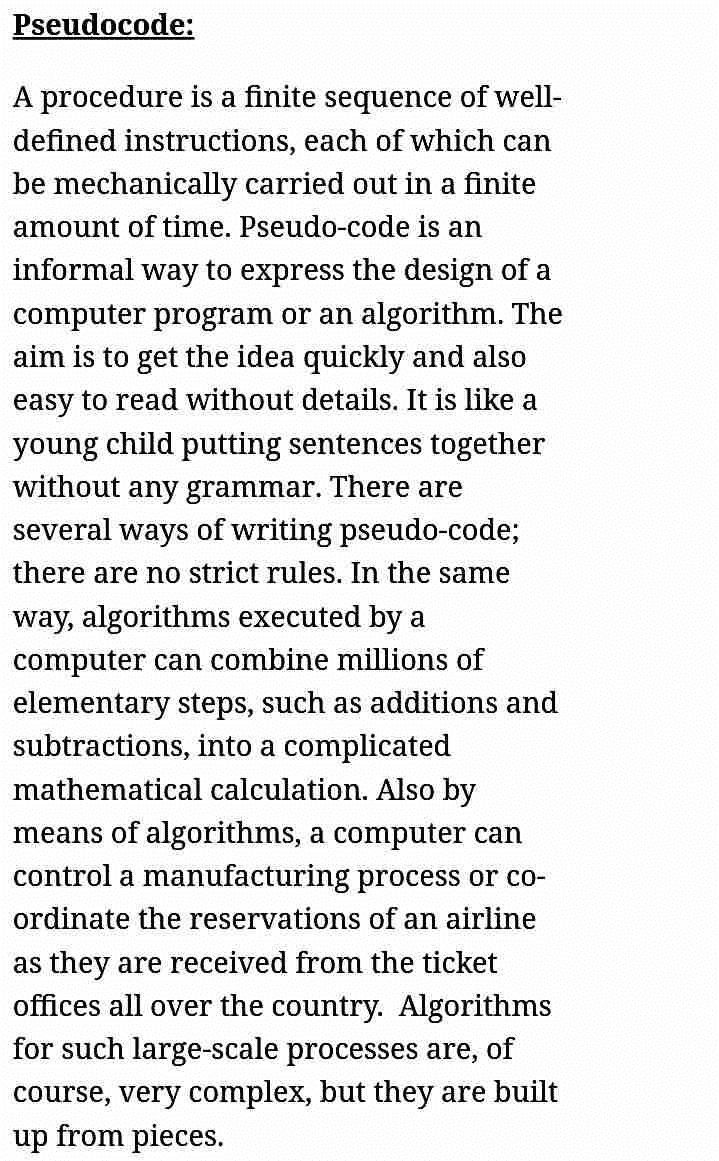 Pseudocode:
A procedure is a finite sequence of well-
defined instructions, each of which can
be mechanically carried out in a finite
amount of time. Pseudo-code is an
informal way to express the design of a
computer program or an algorithm. The
aim is to get the idea quickly and also
easy to read without details. It is like a
young child putting sentences together
without any grammar. There are
several ways of writing pseudo-code;
there are no strict rules. In the same
way, algorithms executed by a
computer can combine millions of
elementary steps, such as additions and
subtractions, into a complicated
mathematical calculation. Also by
means of algorithms, a computer can
control a manufacturing process or co-
ordinate the reservations of an airline
as they are received from the ticket
offices all over the country.  Algorithms
for such large-scale processes are, of
course, very complex, but they are built
up from pieces.